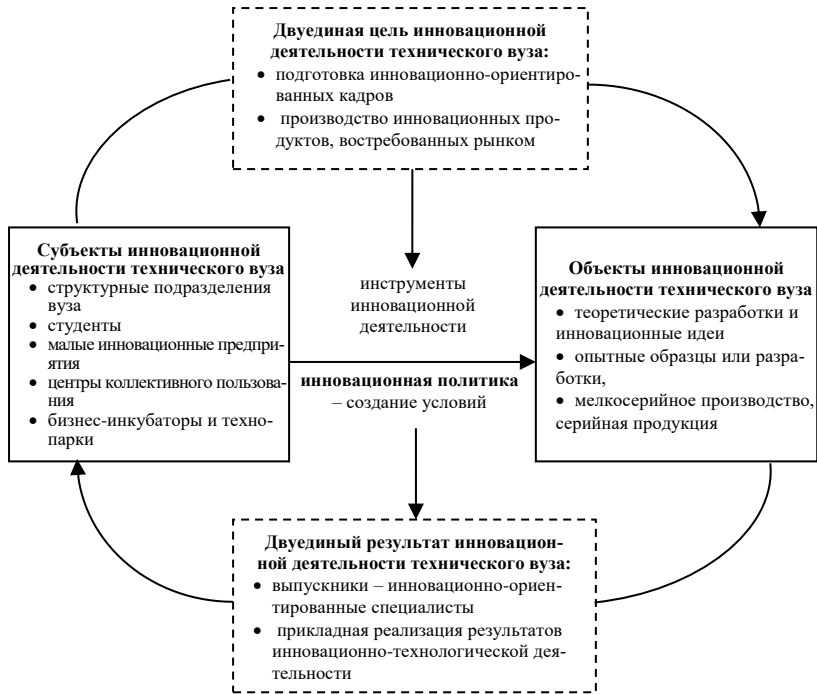 Двуединая цель инновационной
деятельности технического вуза:
• подготовка инновационно-ориентиро-
ванных кадров
• производство инновационных про-
дуктов, востребованных рынком
Субъекты инновационной
деятельности технического вуза
• структурные подразделения
вуза
• студенты
• малые инновационные предпри-
ятия
• центры коллективного пользова-
ния
• бизнес-инкубаторы и техно-
парки
инструменты
инновационной
деятельности
инновационная политика
– создание условий
Объекты инновационной
деятельности технического вуза
• теоретические разработки и
инновационные идеи
• опытные образцы или разра-
ботки,
• мелкосерийное производство,
серийная продукция
Двуединый результат инновацион-
ной деятельности технического вуза:
• выпускники – инновационно-ориен-
тированные специалисты
• прикладная реализация результатов
инновационно-технологической дея-
тельности